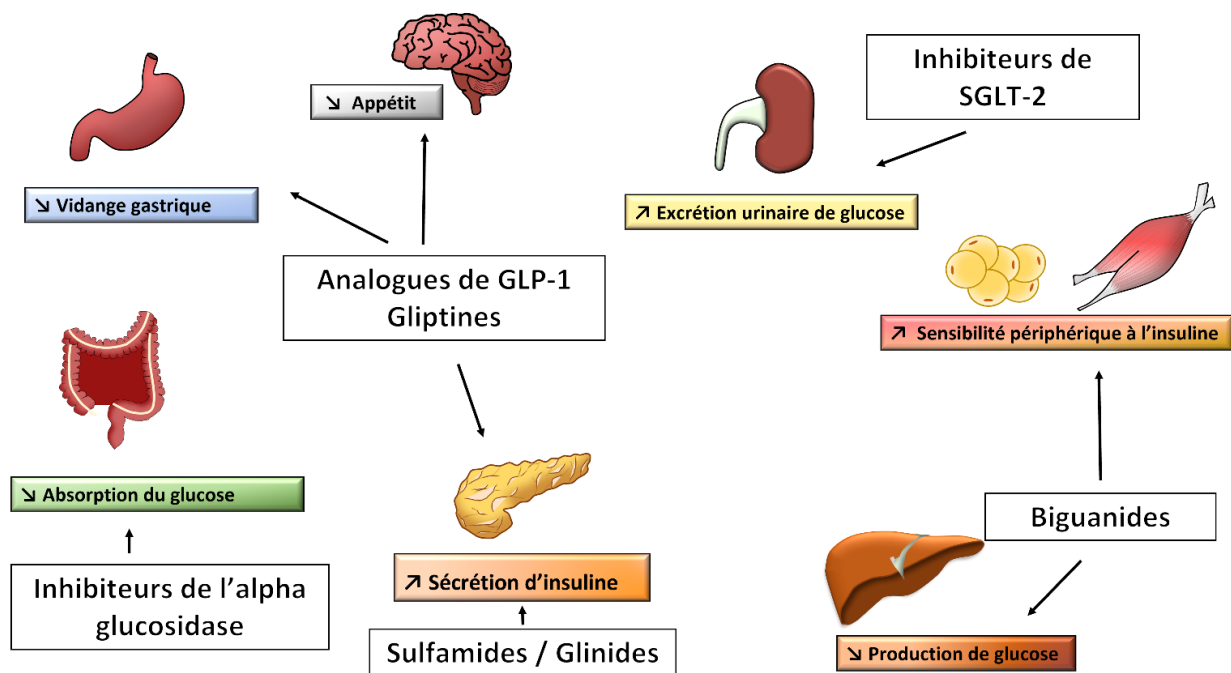 ↘ Appétit
Inhibiteurs de
SGLT-2
↘ Vidange gastrique
↗ Excrétion urinaire de glucose
Analogues de GLP-1
Gliptines
↗ Sensibilité périphérique à l’insuline
↘ Absorption du glucose
Biguanides
Inhibiteurs de l’alpha
glucosidase
↗ Sécrétion d’insuline
Sulfamides / Glinides
↘ Production de glucose